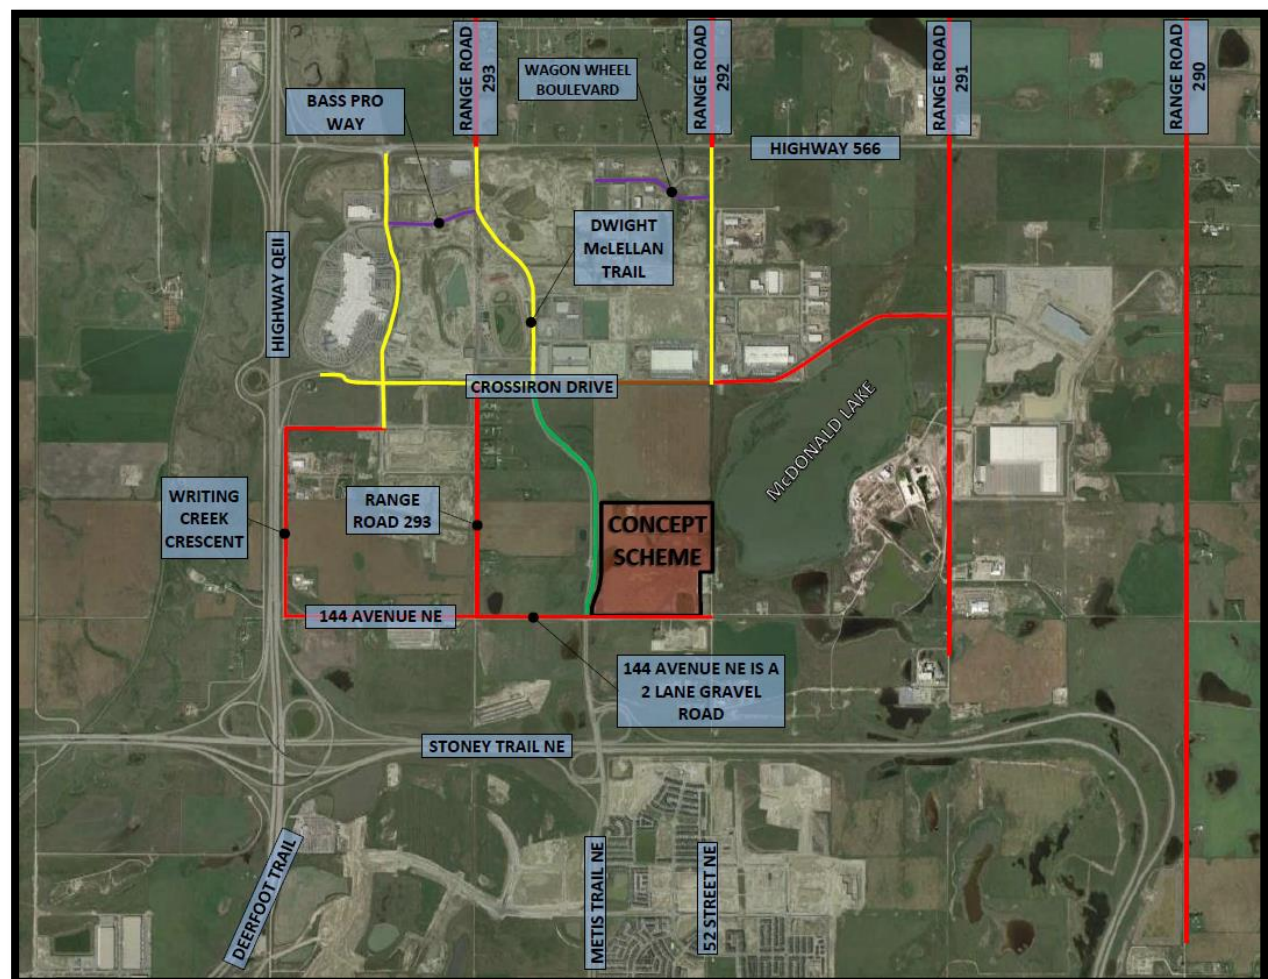 RANGE ROAD
293
RANGE ROAD
292
RANGE ROAD
291
RANGE ROAD
290
WAGON WHEEL
BOULEVARD
BASS PRO
WAY
HIGHWAY 566
DWIGHT
McLELLAN
TRAIL
HIGHWAY QEII
CROSSIRON DRIVE
McDONALD LAKE
WRITING
CREEK
CRESCENT
RANGE
ROAD 293
CONCEPT
SCHEME
144 AVENUE NE
144 AVENUE NE IS A
2 LANE GRAVEL
ROAD
STONEY TRAIL NE
DEERFOOT TRAIL
METIS TRAIL NE
52 STREET NE